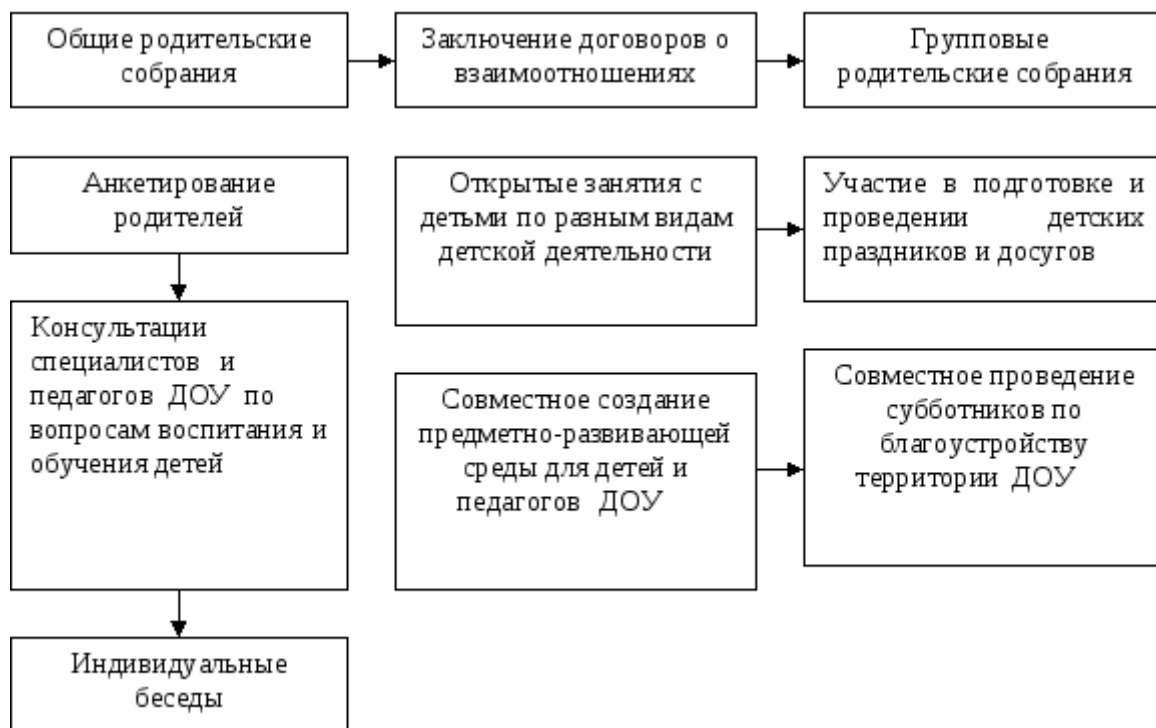 Общие родительские
собрания
Заключение договоров о
взаимоотношениях
Групповые
родительские собрания
Анкетирование
родителей
Открытые занятия с
детьми по разным видам
детской деятельности
Участие в подготовке и
проведении детских
праздников и досугов
Консультации
специалистов и
педагогов ДОУ по
вопросам воспитания и
обучения детей
Совместное создание
предметно-развивающей
среды для детей и
педагогов ДОУ
Совместное проведение
субботников по
благоустройству
территории ДОУ
Индивидуальные
беседы